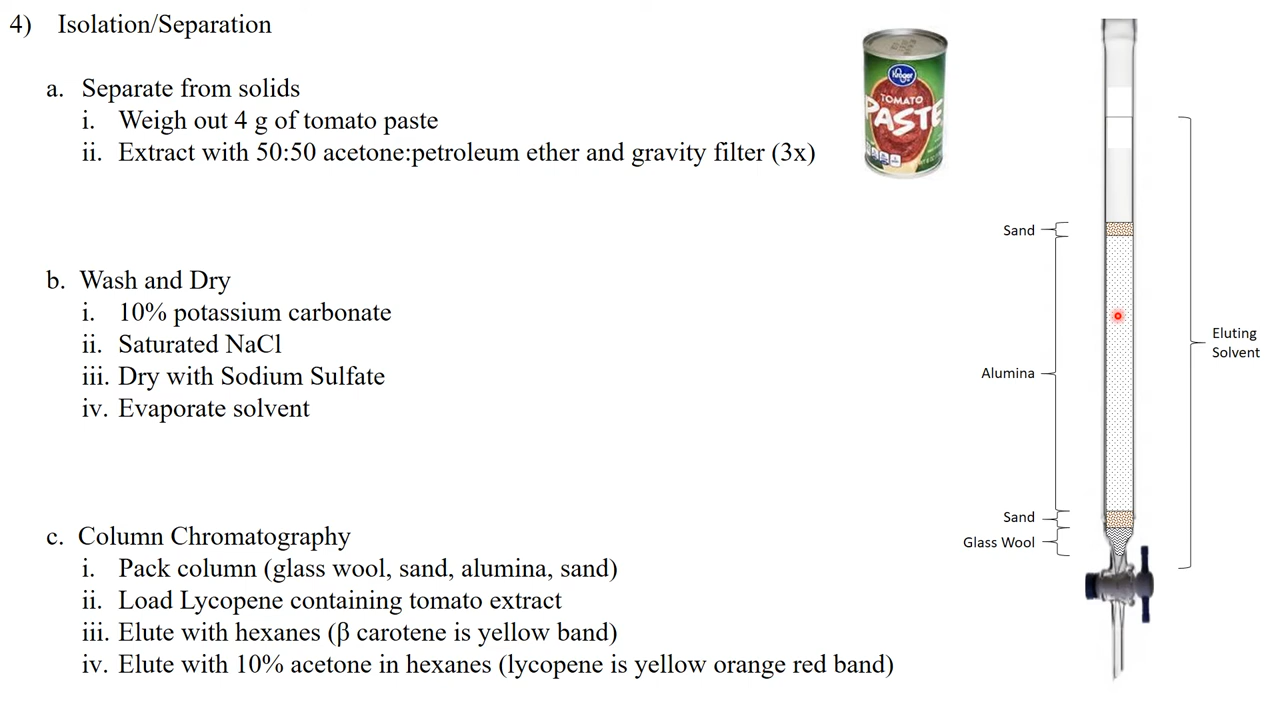 4) Isolation/Separation
a. Separate from solids
i. Weigh out 4 g of tomato paste
ii. Extract with 50:50 acetone:petroleum ether and gravity filter (3x)
b. Wash and Dry
i. 10% potassium carbonate
ii. Saturated NaCl
iii. Dry with Sodium Sulfate
iv. Evaporate solvent
c. Column Chromatography
i. Pack column (glass wool, sand, alumina, sand)
ii. Load Lycopene containing tomato extract
iii. Elute with hexanes (β carotene is yellow band)
iv. Elute with 10% acetone in hexanes (lycopene is yellow orange red band)
Kroger
TOMATO
PASTE
Sand
Alumina
Sand
Glass Wool
Eluting
Solvent